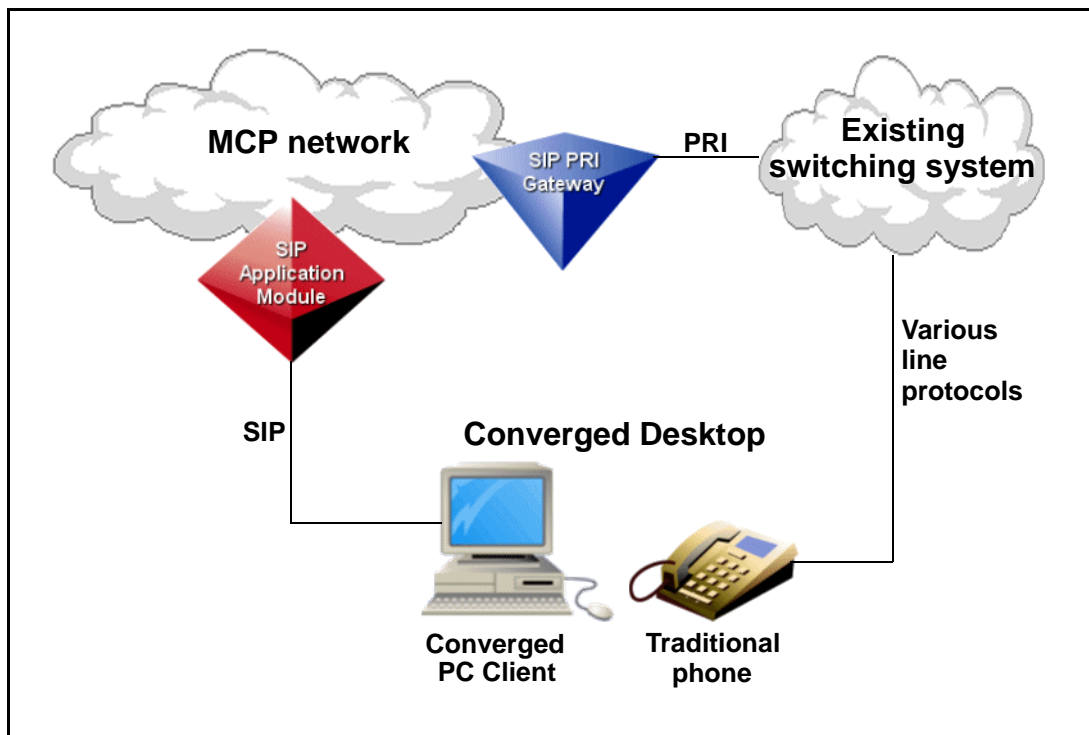 MCP network
SIP PRI
Gateway
PRI
Existing
switching system
SIP
Application
Module
Various
line
protocols
SIP
Converged Desktop
Converged
PC Client
Traditional
phone